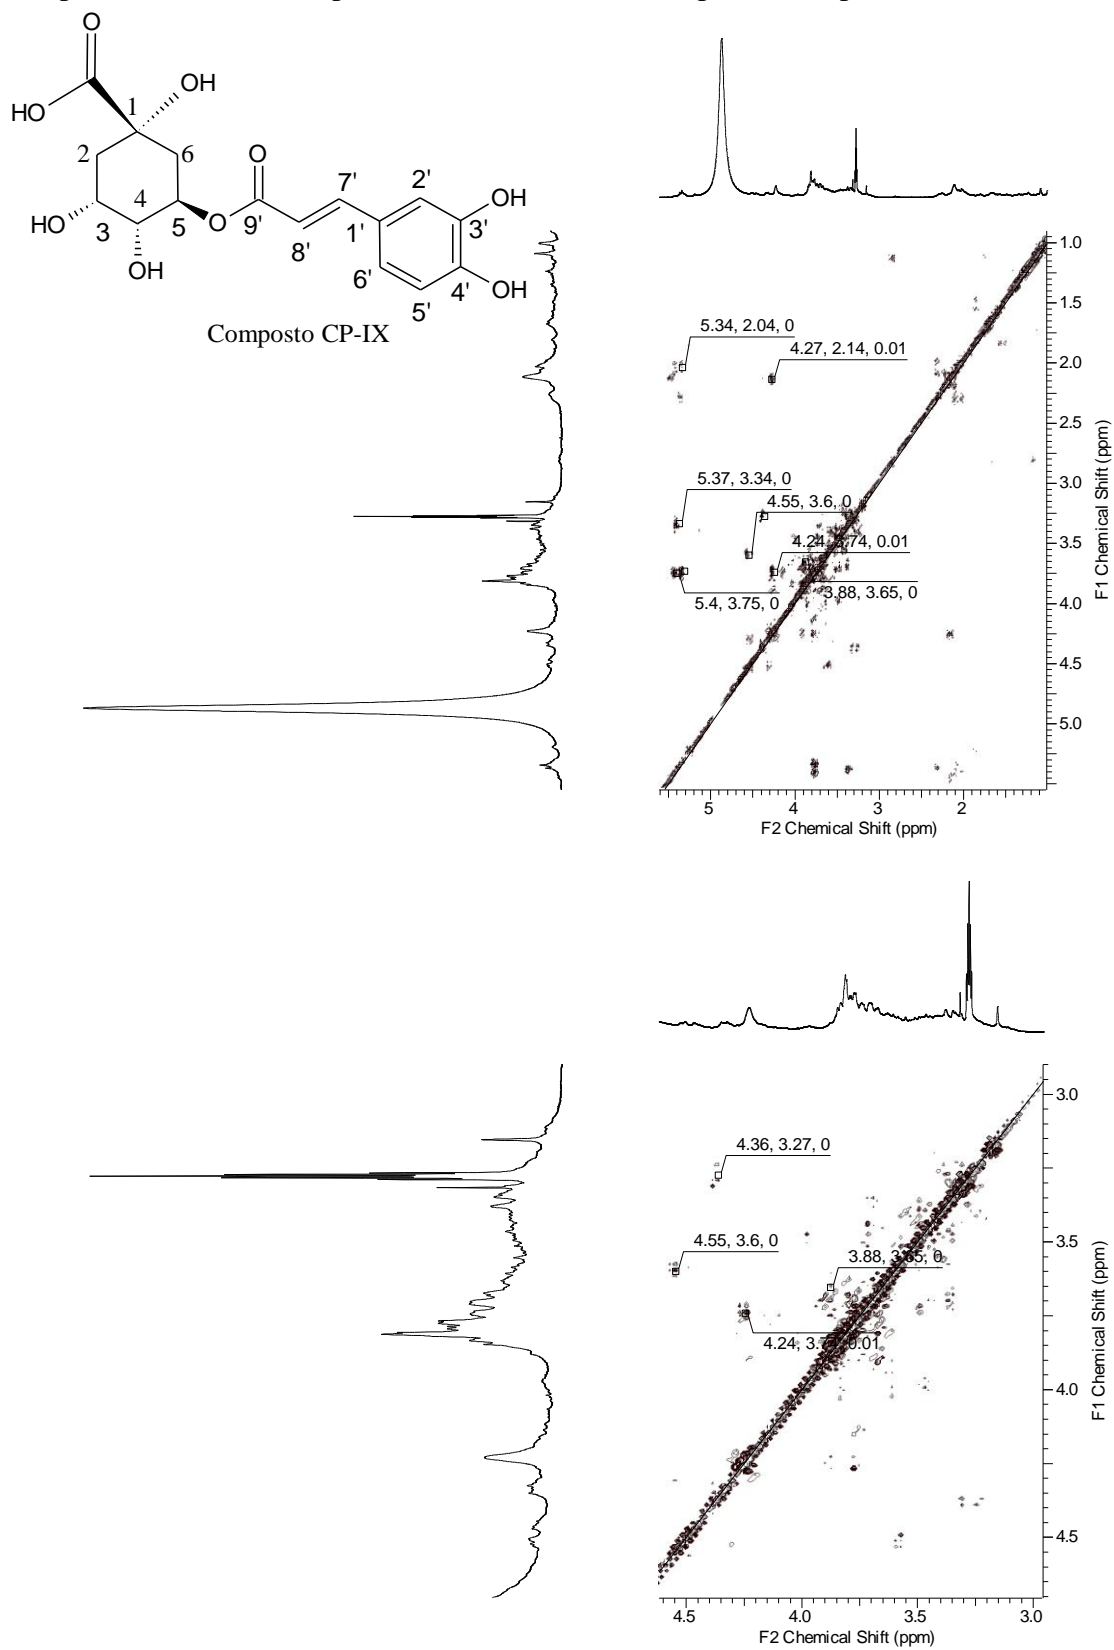 O
HO
OH
1
2
6
4
3
5
HO
OH
O
O
9'
8'
7'
1'
2'
3'
OH
4'
OH
5'
6'
Composto CP-IX
5.34, 2.04, 0
4.27, 2.14, 0.01
5.37, 3.34, 0
4.55, 3.6, 0
4.24, 3.74, 0.01
5.4, 3.75, 0
3.88, 3.65, 0
1.0
1.5
2.0
2.5
3.0
3.5
4.0
4.5
5.0
F1 Chemical Shift (ppm)
5 4 3 2
F2 Chemical Shift (ppm)
4.36, 3.27, 0
4.55, 3.6, 0
3.88, 3.65, 0
4.24, 3.74, 0.01
3.0
3.5
4.0
4.5
F1 Chemical Shift (ppm)
4.5 4.0 3.5 3.0
F2 Chemical Shift (ppm)